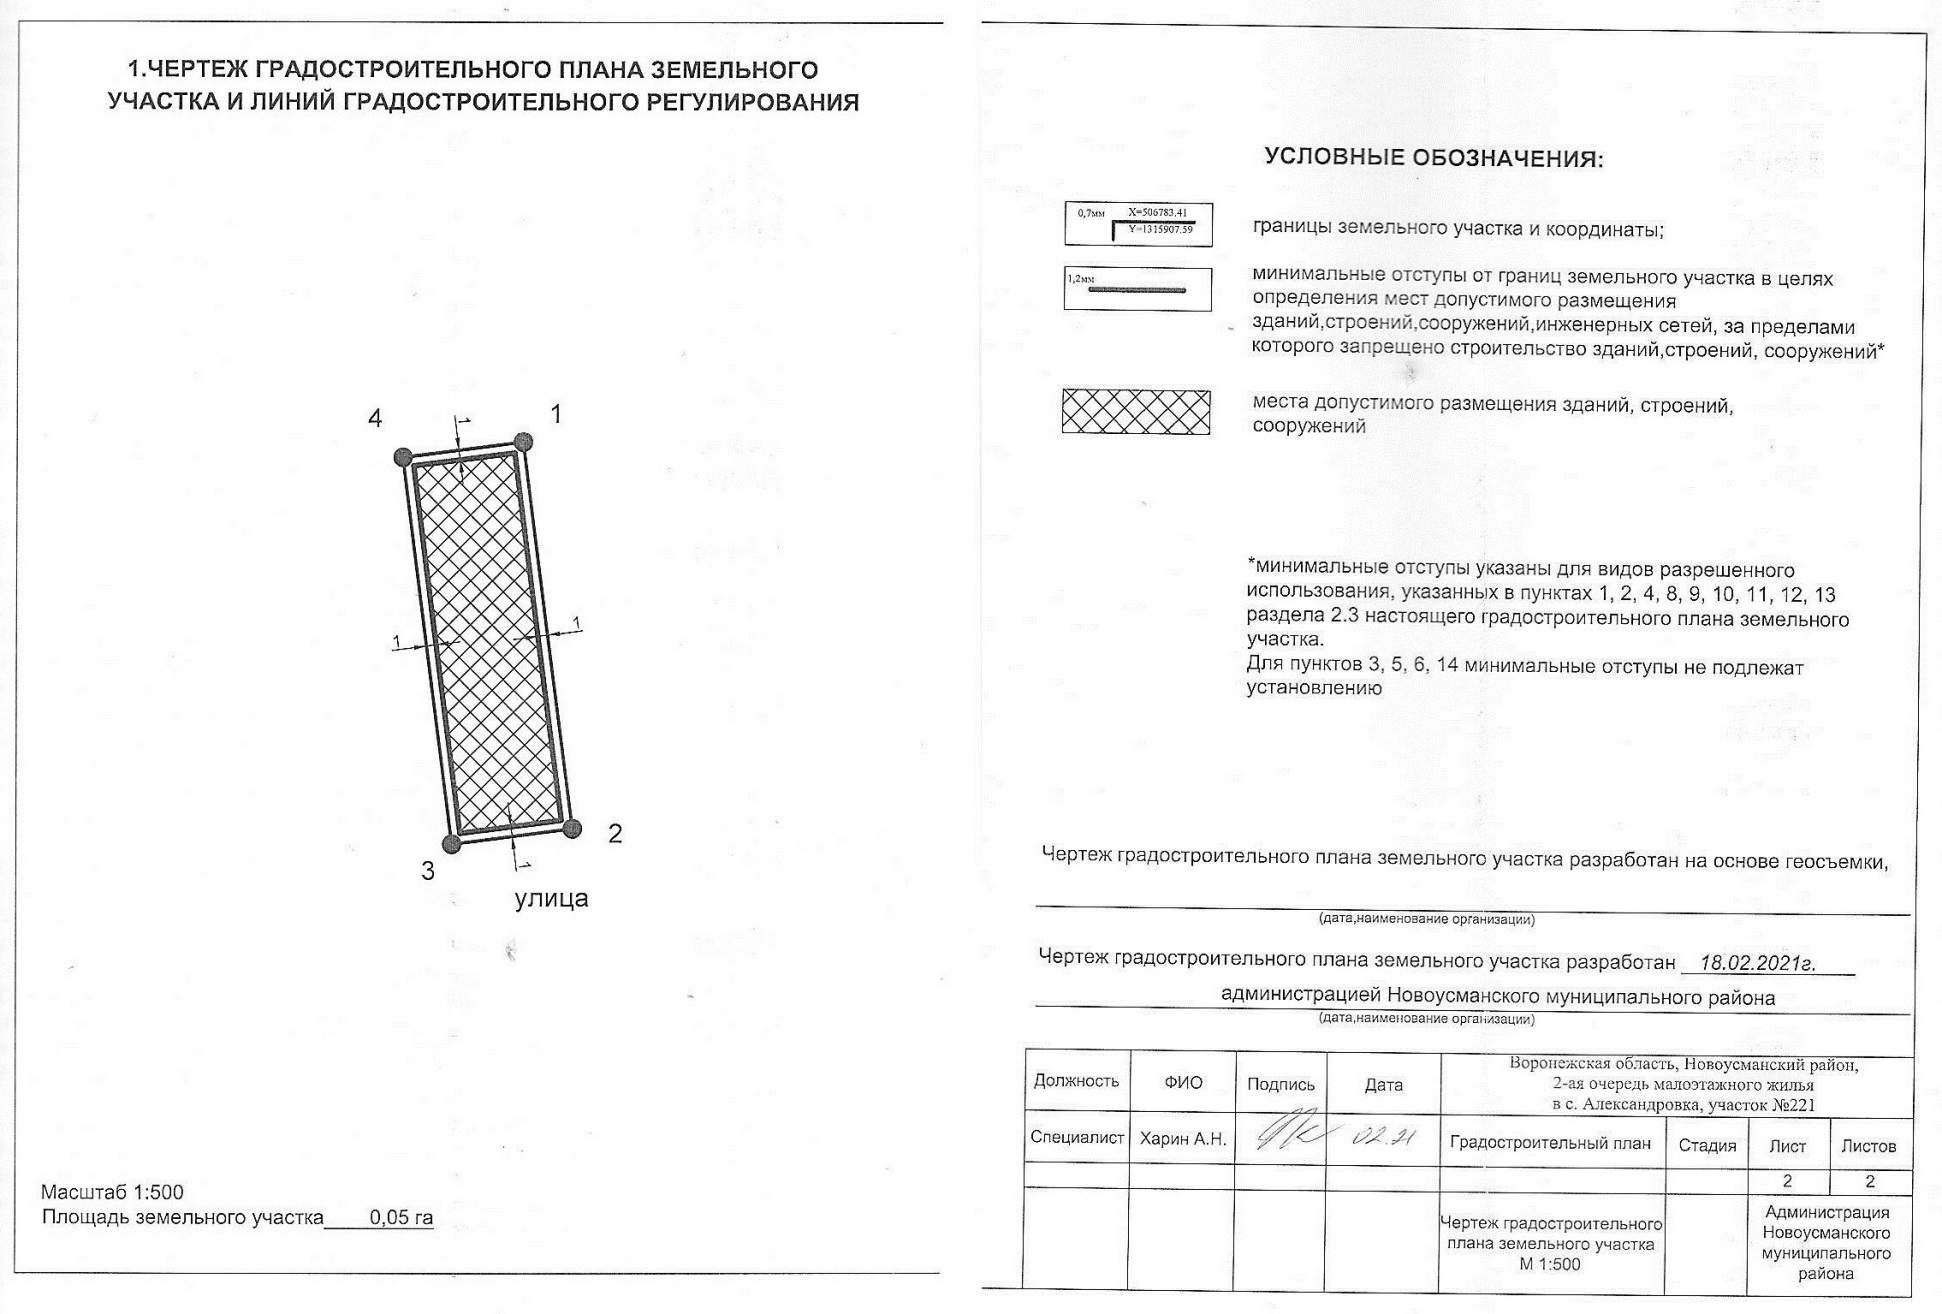 1.ЧЕРТЕЖ ГРАДОСТРОИТЕЛЬНОГО ПЛАНА ЗЕМЕЛЬНОГО
УЧАСТКА И ЛИНИЙ ГРАДОСТРОИТЕЛЬНОГО РЕГУЛИРОВАНИЯ
4
1
1
1
1
1
2
3
улица
Масштаб 1:500
Площадь земельного участка 0,05 га
УСЛОВНЫЕ ОБОЗНАЧЕНИЯ:
0,7мм
X=506783.41
Y=1315907.59
границы земельного участка и координаты;
1,2мм
минимальные отступы от границ земельного участка в целях
определения мест допустимого размещения
зданий,строений,сооружений,инженерных сетей, за пределами
которого запрещено строительство зданий,строений, сооружений*
места допустимого размещения зданий, строений,
сооружений
*минимальные отступы указаны для видов разрешенного
использования, указанных в пунктах 1, 2, 4, 8, 9, 10, 11, 12, 13
раздела 2.3 настоящего градостроительного плана земельного
участка.
Для пунктов 3, 5, 6, 14 минимальные отступы не подлежат
установлению
Чертеж градостроительного плана земельного участка разработан на основе геосъемки,
(дата,наименование организации)
Чертеж градостроительного плана земельного участка разработан 18.02.2021г.
администрацией Новоусманского муниципального района
(дата,наименование организации)
Должность ФИО Подпись Дата
Воронежская область, Новоусманский район,
2-ая очередь малоэтажного жилья
в с. Александровка, участок №221
Специалист Харин А.Н. 02.21 Градостроительный план Стадия Лист Листов
2 2
Чертеж градостроительного
плана земельного участка
М 1:500
Администрация
Новоусманского
муниципального
района